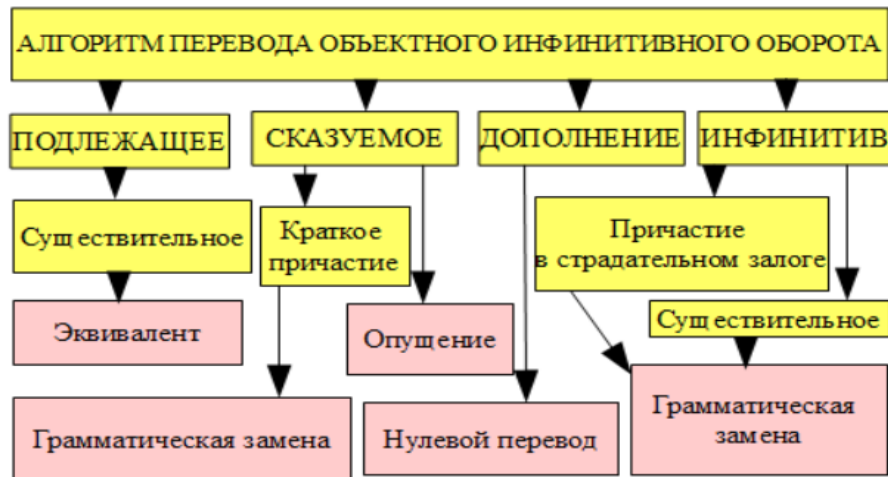 АЛГОРИТМ ПЕРЕВОДА ОБЪЕКТНОГО ИНФИНИТИВНОГО ОБОРОТА
ПОДЛЕЖАЩЕЕ
СКАЗУЕМОЕ
ДОПОЛНЕНИЕ
ИНФИНИТИВ
Существительное
Краткое
причастие
Причастие
в страдательном залоге
Эквивалент
Опущение
Существительное
Грамматическая замена
Нулевой перевод
Грамматическая
замена